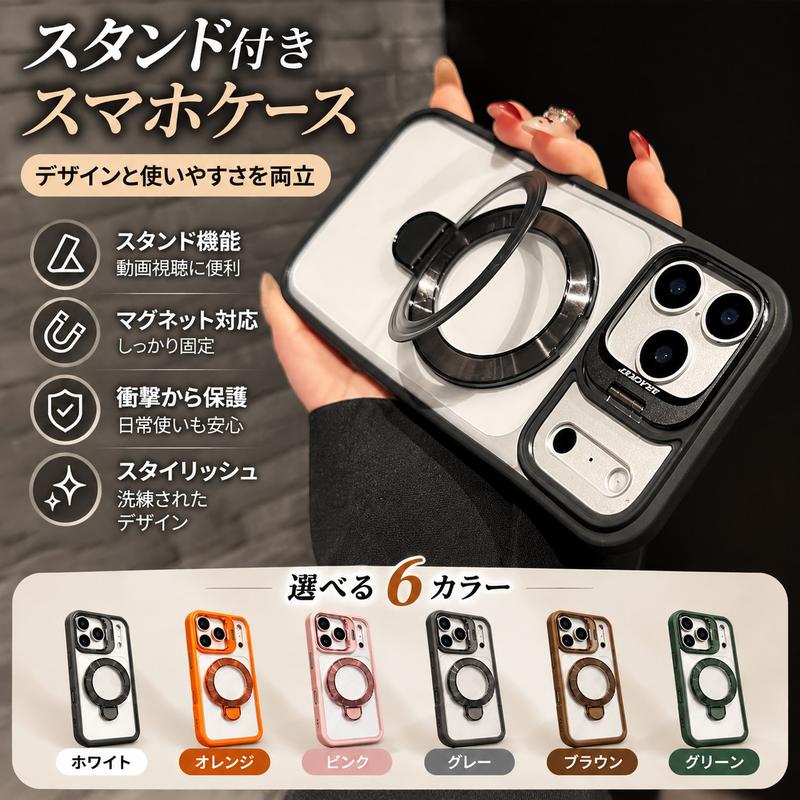 スタンド付き
スマホケース
デザインと使いやすさを両立
スタンド機能
動画視聴に便利
マグネット対応
しっかり固定
衝撃から保護
日常使いも安心
スタイリッシュ
洗練された
デザイン
BRACKET
選べる6カラー
ホワイト
オレンジ
ピンク
グレー
ブラウン
グリーン